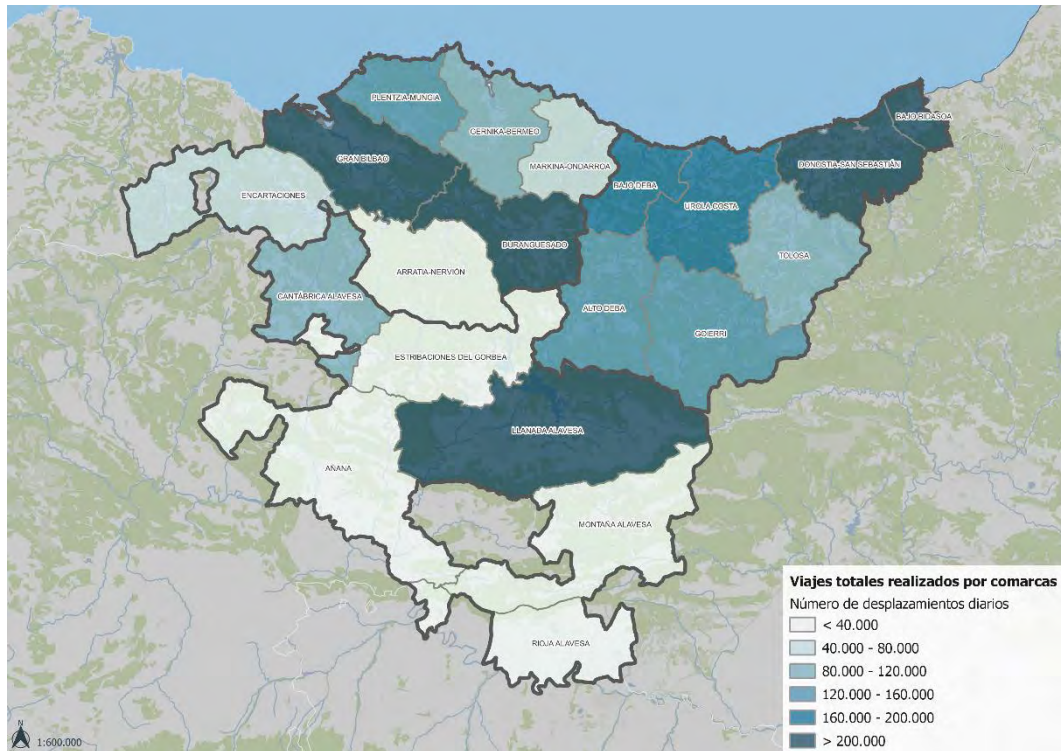 PLENTZIA-MUNGIA
GERNIKA-BERMEO
MARKINA-ONDARROA
GRAN BILBAO
BAJO BIDASOA
DONOSTIA-SAN SEBASTIÁN
BAJO DEBA
UROLA COSTA
ENCARTACIONES
DURANGUESADO
TOLOSA
ARRATIA-NERVIÓN
CANTÁBRICA ALAVESA
ALTO DEBA
GOIERRI
ESTRIBACIONES DEL GORBEA
LLANADA ALAVESA
AÑANA
MONTAÑA ALAVESA
RIOJA ALAVESA
Viajes totales realizados por comarcas
Número de desplazamientos diarios
< 40.000
40.000 - 80.000
80.000 - 120.000
120.000 - 160.000
160.000 - 200.000
> 200.000
N
1:600.000